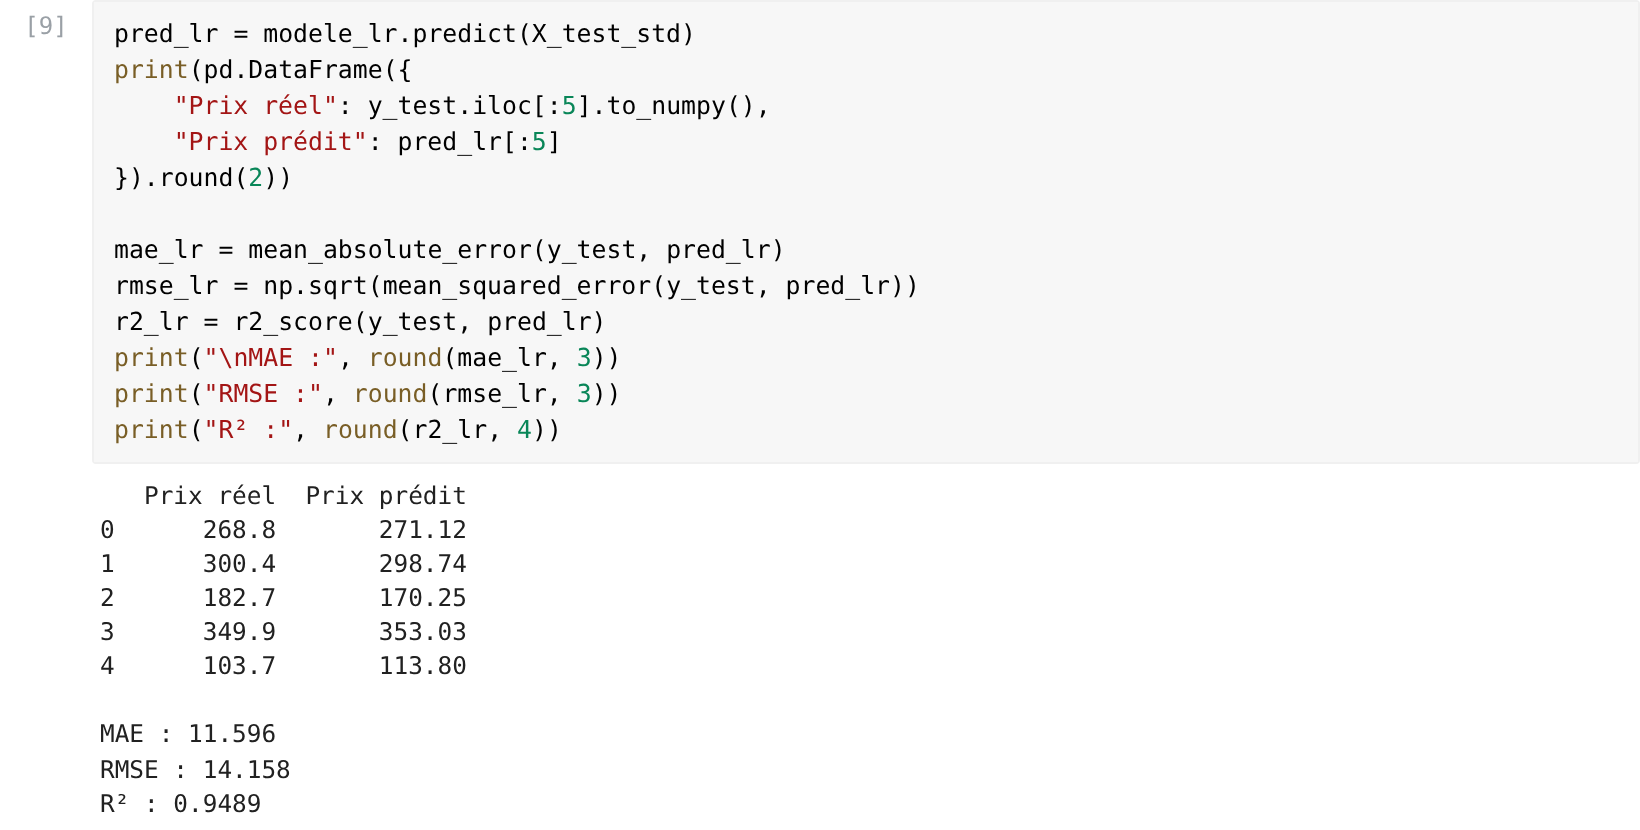 [9]
pred_lr = modele_lr.predict(X_test_std)
print(pd.DataFrame({
    "Prix réel": y_test.iloc[:5].to_numpy(),
    "Prix prédit": pred_lr[:5]
}).round(2))

mae_lr = mean_absolute_error(y_test, pred_lr)
rmse_lr = np.sqrt(mean_squared_error(y_test, pred_lr))
r2_lr = r2_score(y_test, pred_lr)
print("\nMAE :", round(mae_lr, 3))
print("RMSE :", round(rmse_lr, 3))
print("R² :", round(r2_lr, 4))
   Prix réel  Prix prédit
0      268.8       271.12
1      300.4       298.74
2      182.7       170.25
3      349.9       353.03
4      103.7       113.80

MAE : 11.596
RMSE : 14.158
R² : 0.9489